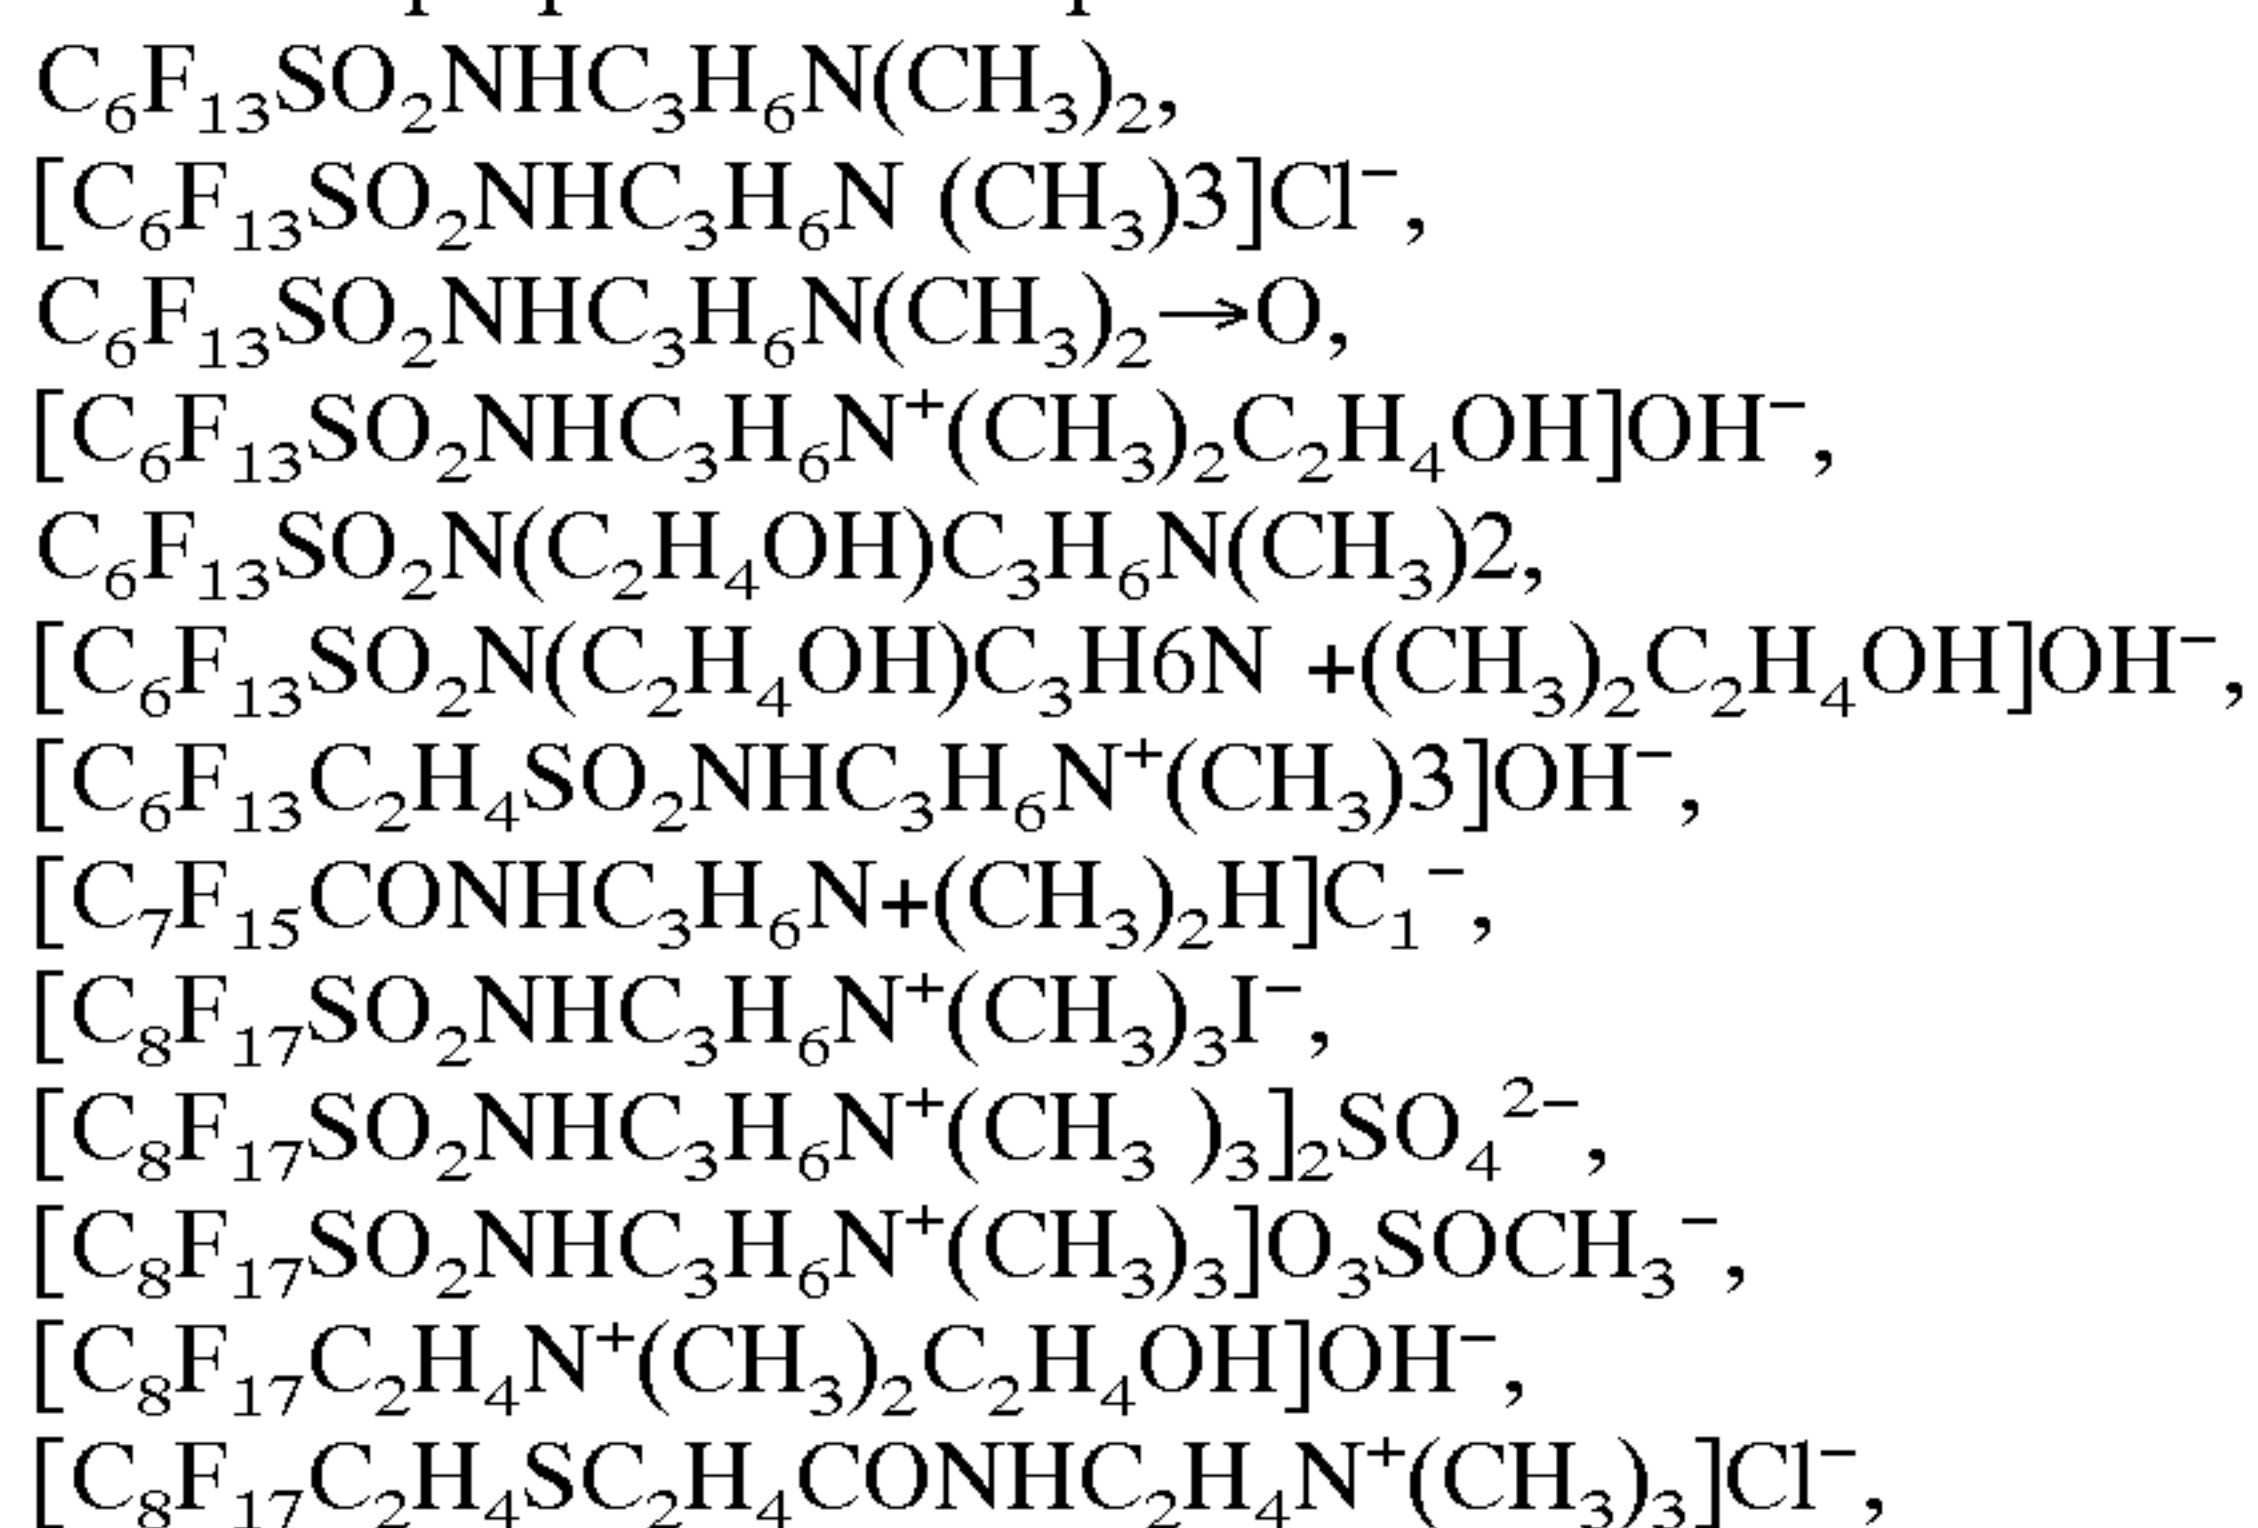 C₆F₁₃SO₂NHC₃H₆N(CH₃)₂,
[C₆F₁₃SO₂NHC₃H₆N (CH₃)3]Cl⁻,
C₆F₁₃SO₂NHC₃H₆N(CH₃)₂→O,
[C₆F₁₃SO₂NHC₃H₆N⁺(CH₃)₂C₂H₄OH]OH⁻,
C₆F₁₃SO₂N(C₂H₄OH)C₃H₆N(CH₃)2,
[C₆F₁₃SO₂N(C₂H₄OH)C₃H6N +(CH₃)₂C₂H₄OH]OH⁻,
[C₆F₁₃C₂H₄SO₂NHC₃H₆N⁺(CH₃)3]OH⁻,
[C₇F₁₅CONHC₃H₆N+(CH₃)₂H]C₁⁻,
[C₈F₁₇SO₂NHC₃H₆N⁺(CH₃)₃I⁻,
[C₈F₁₇SO₂NHC₃H₆N⁺(CH₃ )₃]₂SO₄²⁻,
[C₈F₁₇SO₂NHC₃H₆N⁺(CH₃)₃]O₃SOCH₃⁻,
[C₈F₁₇C₂H₄N⁺(CH₃)₂C₂H₄OH]OH⁻,
[C₈F₁₇C₂H₄SC₂H₄CONHC₂H₄N⁺(CH₃)₃]Cl⁻,